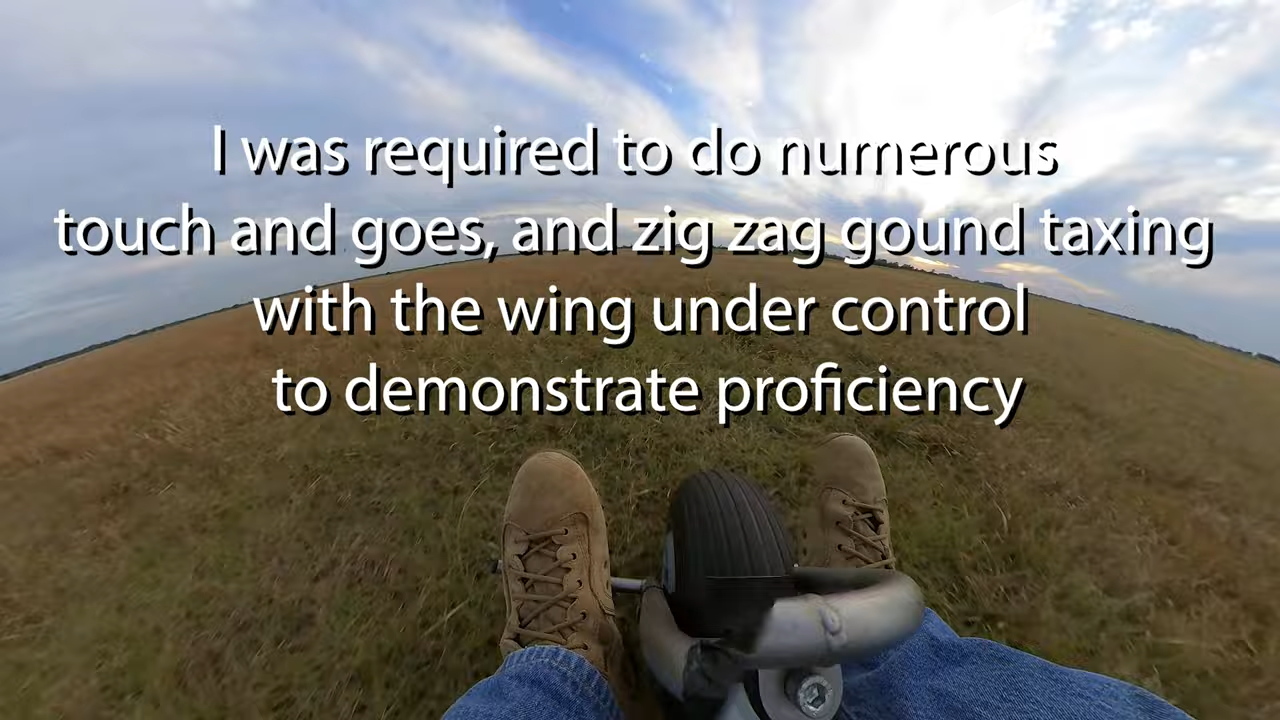 I was required to do numerous
touch and goes, and zig zag gound taxing
with the wing under control
to demonstrate proficiency